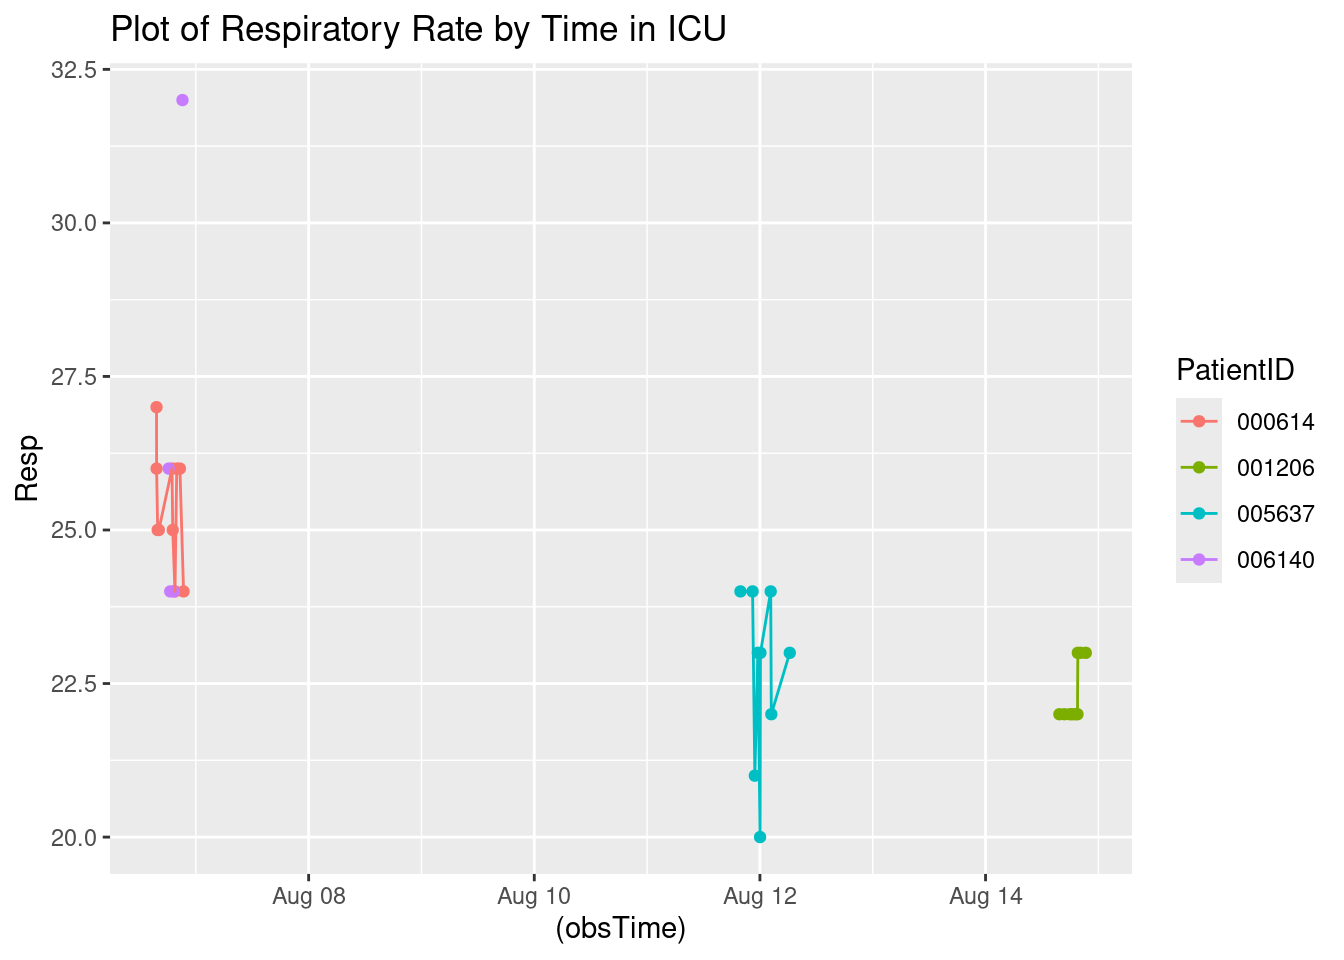 Plot of Respiratory Rate by Time in ICU
32.5
30.0
27.5
25.0
22.5
20.0
Resp
Aug 08
Aug 10
Aug 12
Aug 14
(obsTime)
PatientID
000614
001206
005637
006140